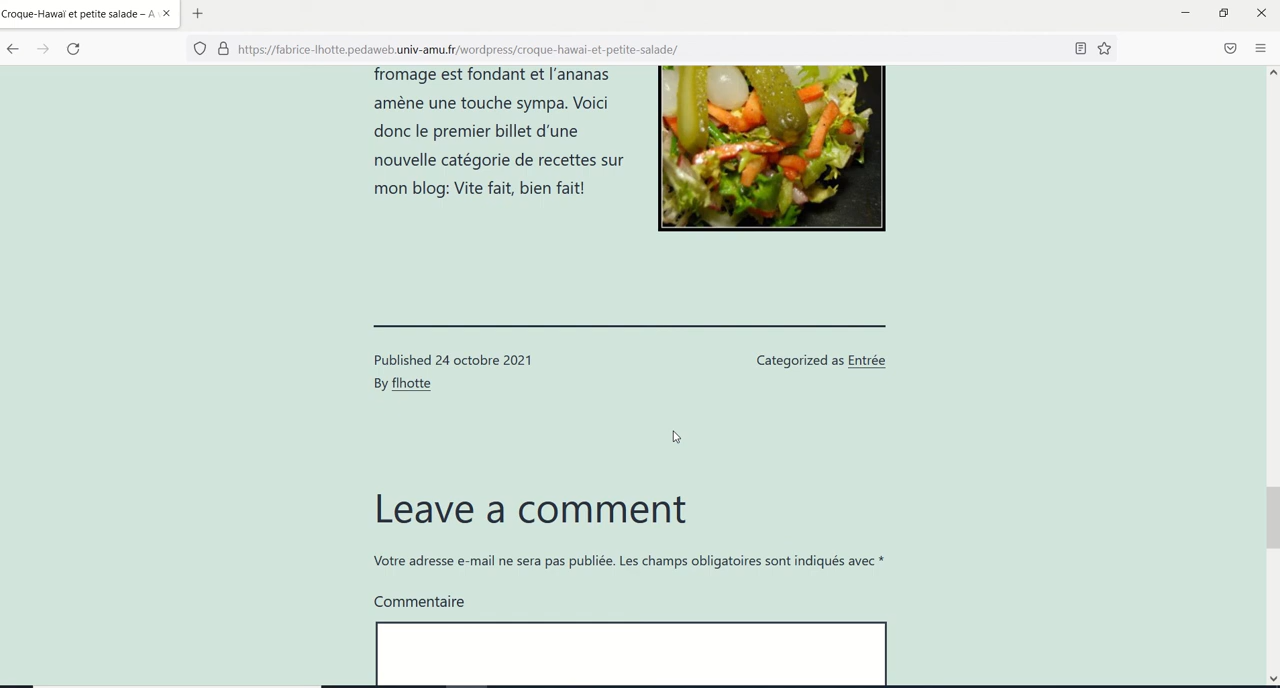 Croque-Hawaï et petite salade – A
https://fabrice-lhotte.pedaweb.univ-amu.fr/wordpress/croque-hawai-et-petite-salade/
fromage est fondant et l’ananas
amène une touche sympa. Voici
donc le premier billet d’une
nouvelle catégorie de recettes sur
mon blog: Vite fait, bien fait!
Published 24 octobre 2021
By flhotte
Categorized as Entrée
Leave a comment
Votre adresse e-mail ne sera pas publiée. Les champs obligatoires sont indiqués avec *
Commentaire